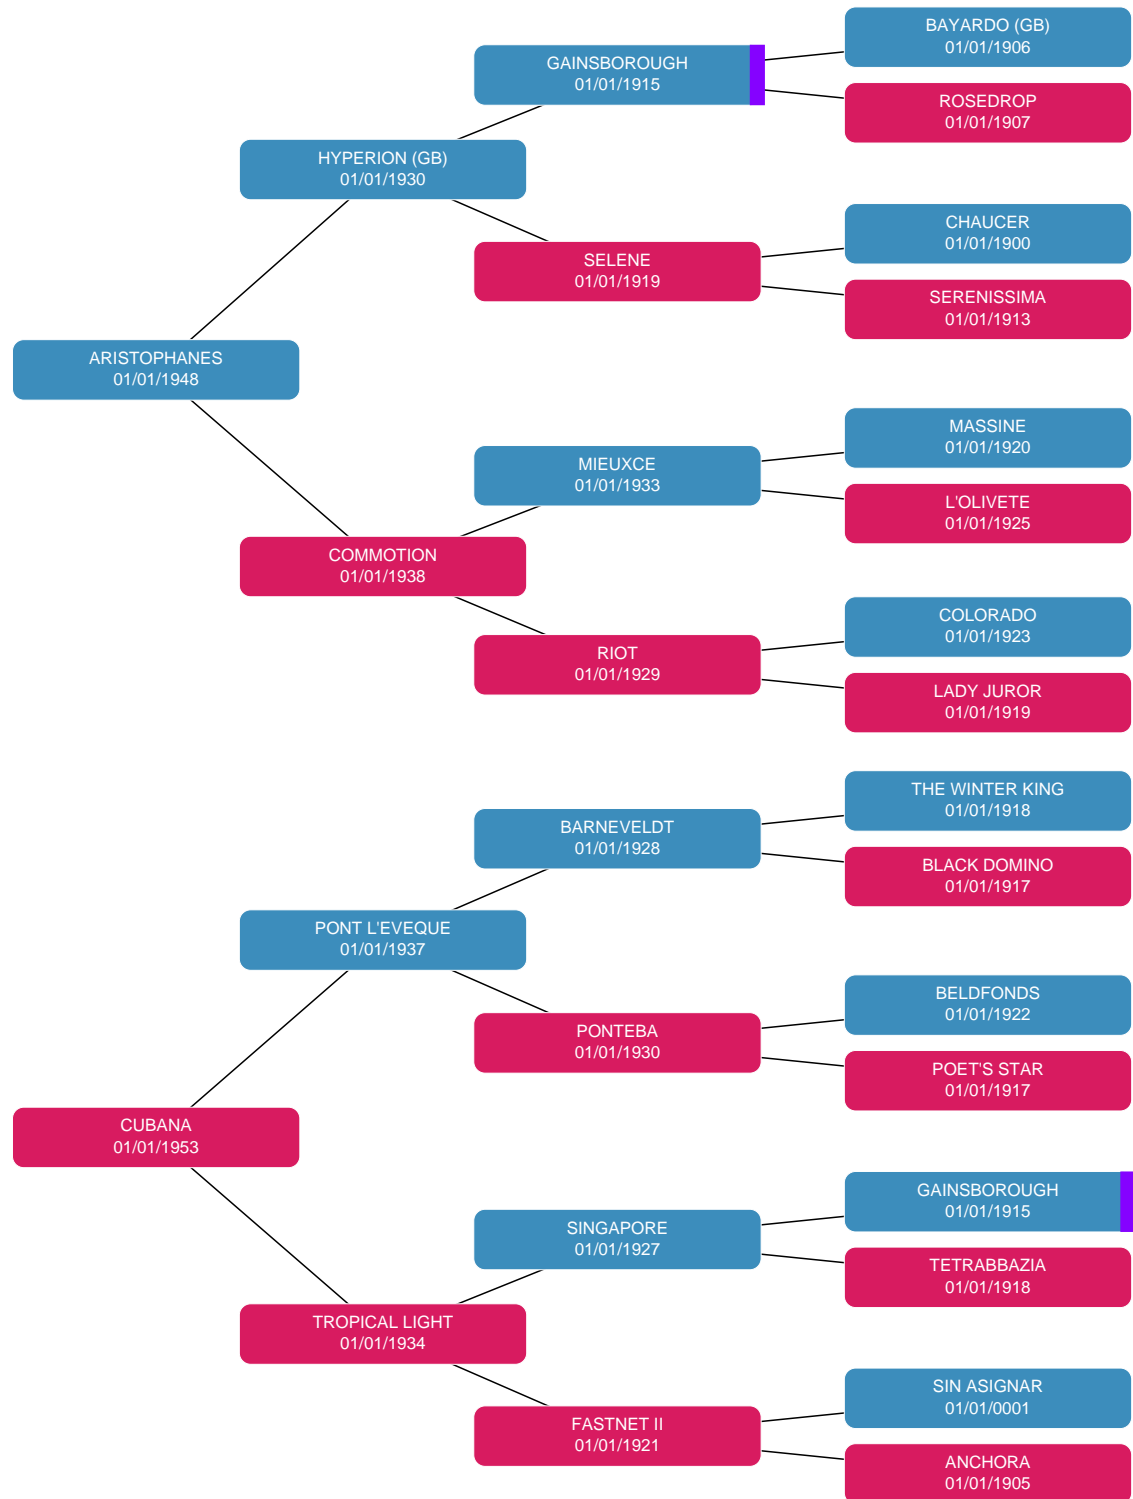 BAYARDO (GB)
01/01/1906
GAINSBOROUGH
01/01/1915
ROSEDROP
01/01/1907
HYPERION (GB)
01/01/1930
CHAUCER
01/01/1900
SELENE
01/01/1919
SERENISSIMA
01/01/1913
ARISTOPHANES
01/01/1948
MASSINE
01/01/1920
MIEUXCE
01/01/1933
L'OLIVETE
01/01/1925
COMMOTION
01/01/1938
COLORADO
01/01/1923
RIOT
01/01/1929
LADY JUROR
01/01/1919
THE WINTER KING
01/01/1918
BARNEVELDT
01/01/1928
BLACK DOMINO
01/01/1917
PONT L'EVEQUE
01/01/1937
BELDFONDS
01/01/1922
PONTEBA
01/01/1930
POET'S STAR
01/01/1917
CUBANA
01/01/1953
GAINSBOROUGH
01/01/1915
SINGAPORE
01/01/1927
TETRABBAZIA
01/01/1918
TROPICAL LIGHT
01/01/1934
SIN ASIGNAR
01/01/0001
FASTNET II
01/01/1921
ANCHORA
01/01/1905